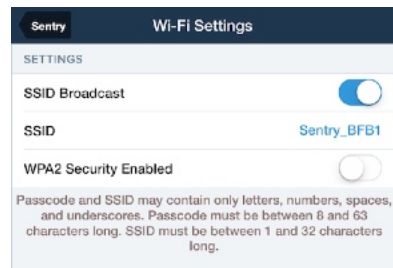 Sentry
Wi-Fi Settings
SETTINGS
SSID Broadcast
SSID
Sentry_BFB1
WPA2 Security Enabled
Passcode and SSID may contain only letters, numbers, spaces,
and underscores. Passcode must be between 8 and 63
characters long. SSID must be between 1 and 32 characters
long.